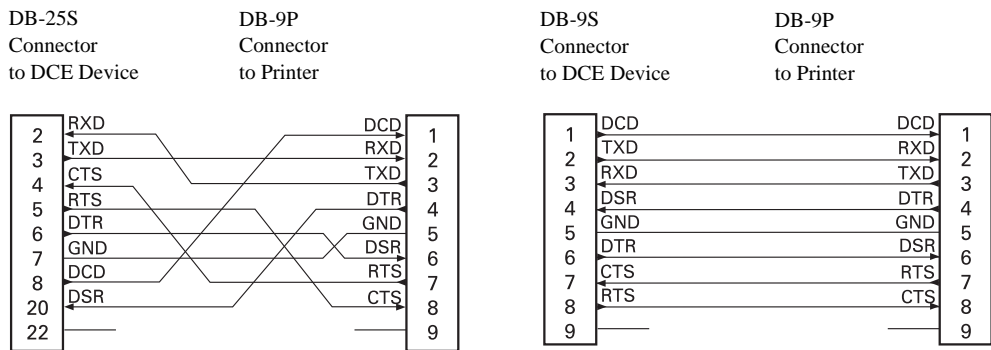 DB-25S DB-9P
Connector Connector
to DCE Device to Printer
2 RXD DCD 1
3 TXD RXD 2
4 CTS TXD 3
5 RTS DTR 4
6 DTR GND 5
7 GND DSR 6
8 DCD RTS 7
20 DSR CTS 8
22 9
DB-9S DB-9P
Connector Connector
to DCE Device to Printer
1 DCD DCD 1
2 TXD RXD 2
3 RXD TXD 3
4 DSR DTR 4
5 GND GND 5
6 DTR DSR 6
7 CTS RTS 7
8 RTS CTS 8
9 9